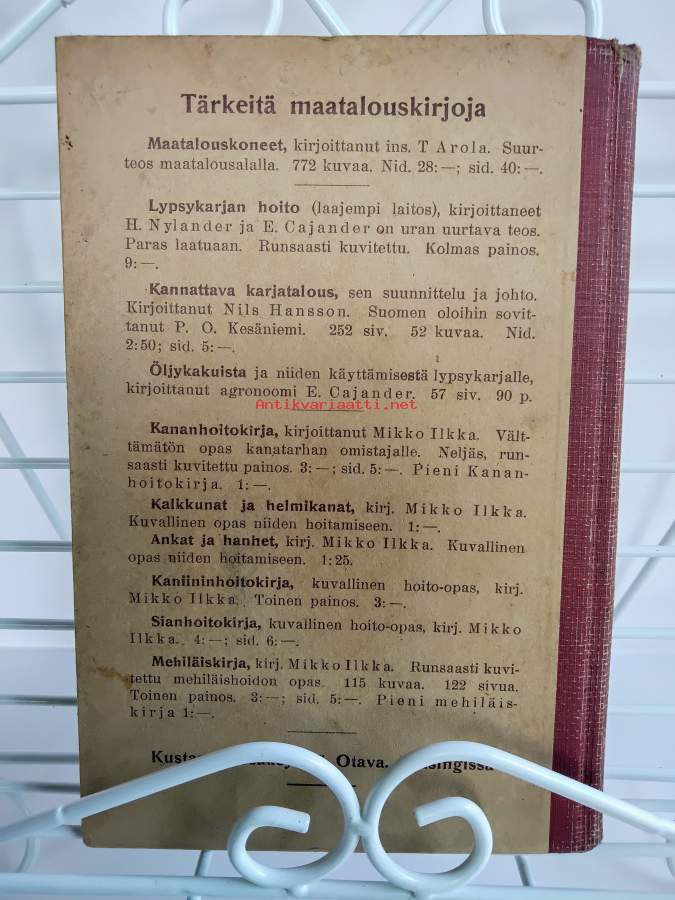 Tärkeitä maatalouskirjoja
Maatalouskoneet, kirjoittanut ins. T Arola. Suur-
teos maatalousalalla. 772 kuvaa. Nid. 28:—; sid. 40:—.
Lypsykarjan hoito (laajempi laitos), kirjoittaneet
H. Nylander ja E. Cajander on uran uurtava teos.
Paras laatuaan. Runsaasti kuvitettu. Kolmas painos.
9:—.
Kannattava karjatalous, sen suunnittelu ja johto.
Kirjoittanut Nils Hansson. Suomen oloihin sovit-
tanut P. O. Kesäniemi. 252 siv. 52 kuvaa. Nid.
2:50; sid. 5:—.
Öljykakuista ja niiden käyttämisestä lypsykarjalle,
kirjoittanut agronoomi E. Cajander. 57 siv. 90 p.
Antikvariaatti.net
Kananhoitokirja, kirjoittanut Mikko Ilkka. Vält-
tämätön opas kanatarhan omistajalle. Neljäs, run-
saasti kuvitettu painos. 3:—; sid. 5:—. Pieni Kanan-
hoitokirja. 1:—.
Kalkkunat ja helmikanat, kirj. Mikko Ilkka.
Kuvallinen opas niiden hoitamiseen. 1:—.
Ankat ja hanhet, kirj. Mikko Ilkka. Kuvallinen
opas niiden hoitamiseen. 1:25.
Kaniininhoitokirja, kuvallinen hoito-opas, kirj.
Mikko Ilkka. Toinen painos. 3:—.
Sianhoitokirja, kuvallinen hoito-opas, kirj. Mikko
Ilkka. 4:—; sid. 6:—.
Mehiläiskirja, kirj. Mikko Ilkka. Runsaasti kuvi-
tettu mehiläishoidon opas. 115 kuvaa. 122 sivua.
Toinen painos. 3:—; sid. 5:—. Pieni mehiläis-
kirja 1:—.
Otava.